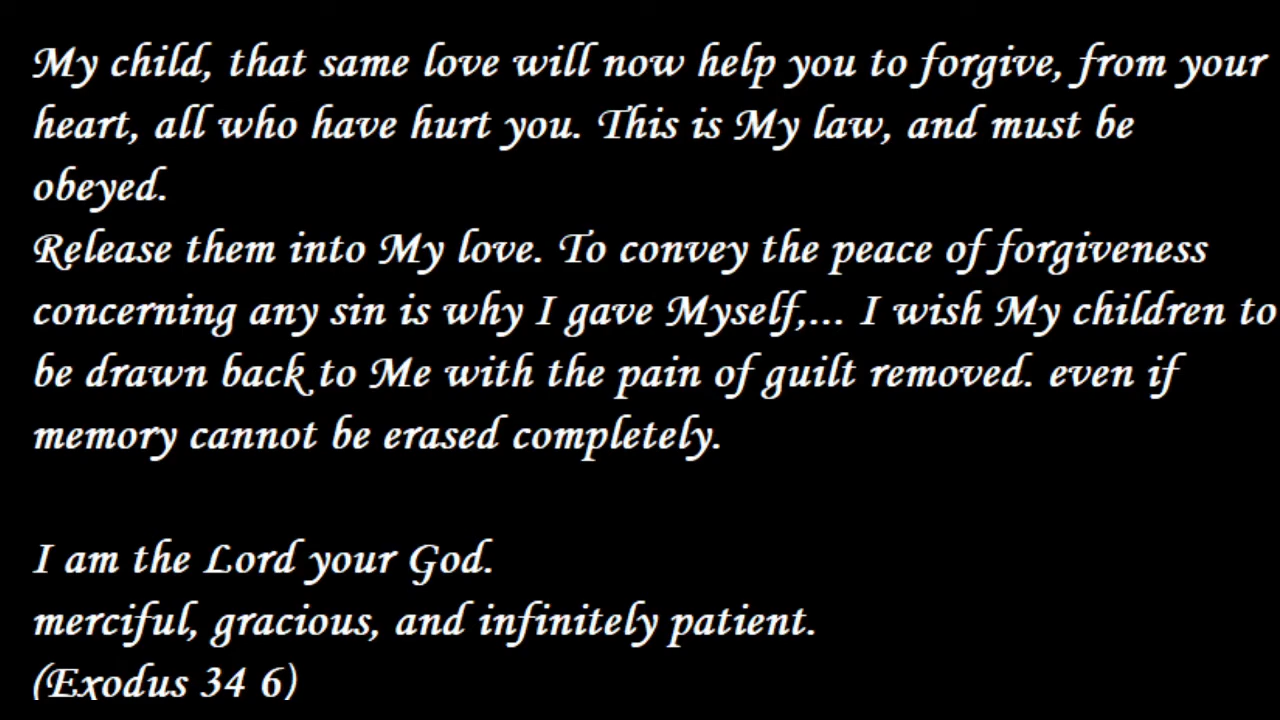 My child, that same love will now help you to forgive, from your
heart, all who have hurt you. This is My law, and must be
obeyed.
Release them into My love. To convey the peace of forgiveness
concerning any sin is why I gave Myself,... I wish My children to
be drawn back to Me with the pain of guilt removed. even if
memory cannot be erased completely.
I am the Lord your God.
merciful, gracious, and infinitely patient.
(Exodus 34 6)